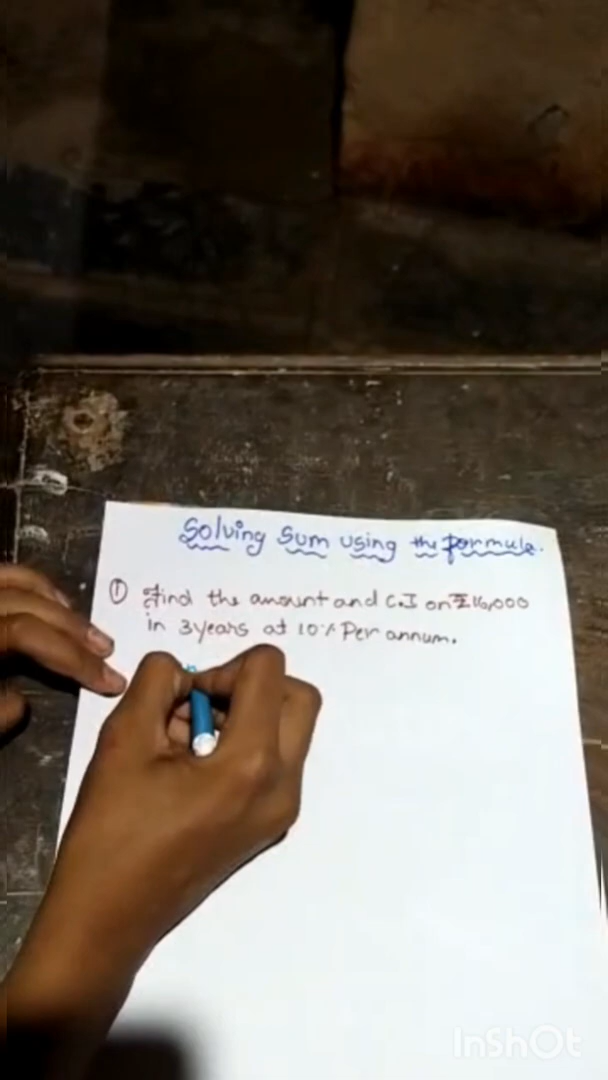 Solving Sum using the formula.
① Find the amount and C.I on ₹16,000
in 3years at 10% Per annum.
InShOt